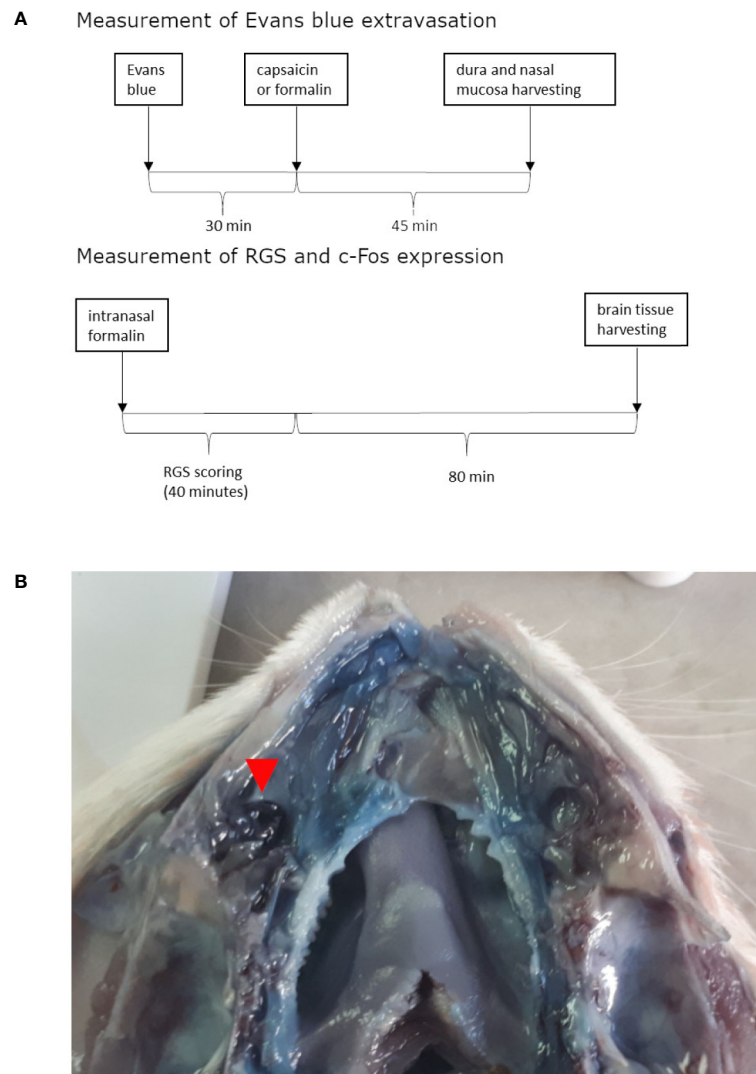 A
Measurement of Evans blue extravasation
Evans
blue
capsaicin
or formalin
dura and nasal
mucosa harvesting
30 min
45 min
Measurement of RGS and c-Fos expression
intranasal
formalin
brain tissue
harvesting
RGS scoring
(40 minutes)
80 min
B